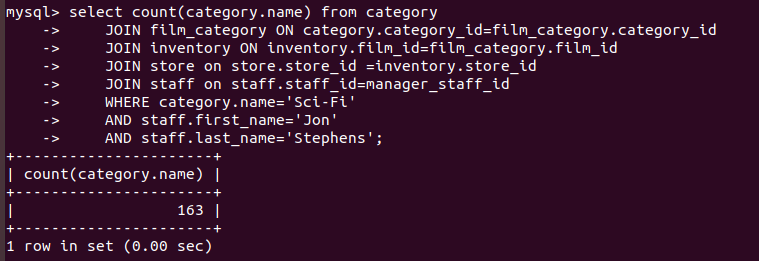 mysql> select count(category.name) from category
    ->     JOIN film_category ON category.category_id=film_category.category_id
    ->     JOIN inventory ON inventory.film_id=film_category.film_id
    ->     JOIN store on store.store_id =inventory.store_id
    ->     JOIN staff on staff.staff_id=manager_staff_id
    ->     WHERE category.name='Sci-Fi'
    ->     AND staff.first_name='Jon'
    ->     AND staff.last_name='Stephens';
+----------------------+
| count(category.name) |
+----------------------+
|                  163 |
+----------------------+
1 row in set (0.00 sec)